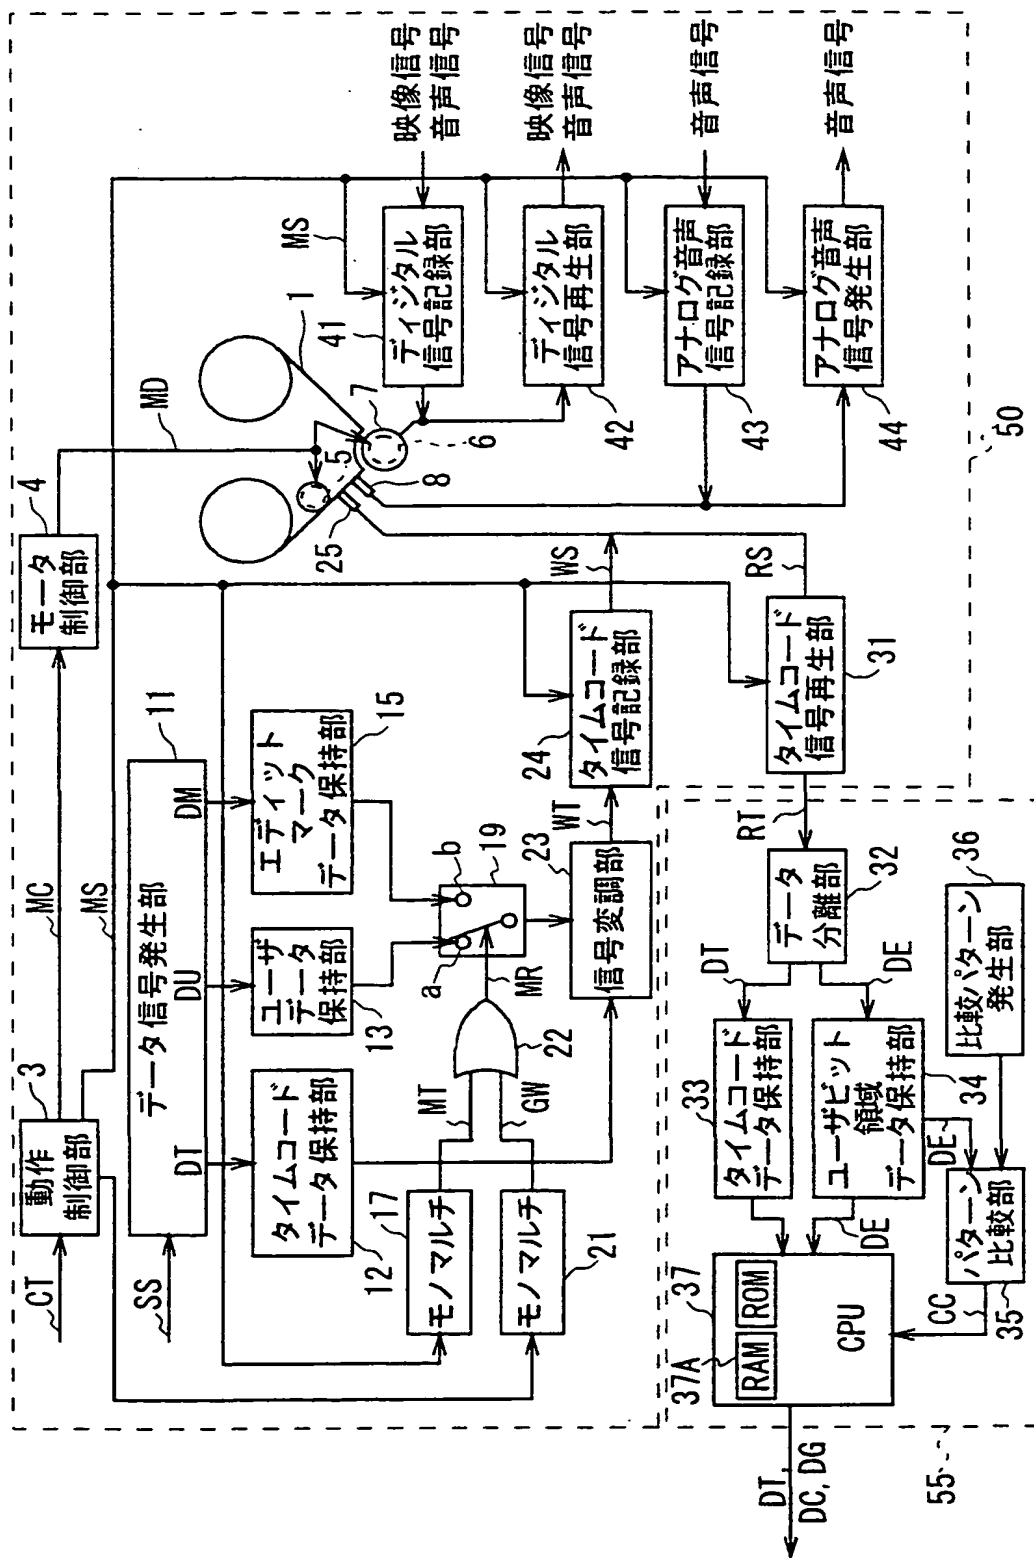 CT
3
動作
制御部
MC
MS
4
モータ
制御部
MD
1
7
6
5
8
25
SS
11
データ信号発生部
DT
DU
DM
タイムコード
データ保持部
12
ユーザ
データ
保持部
13
エディット
マーク
データ保持部
15
モノマルチ
17
モノマルチ
21
MT
GW
22
MR
a
b
19
23
信号変調部
WT
24
タイムコード
信号記録部
WS
RS
タイムコード
信号再生部
31
MS
41
ディジタル
信号記録部
映像信号
音声信号
ディジタル
信号再生部
42
映像信号
音声信号
アナログ音声
信号記録部
43
音声信号
アナログ音声
信号発生部
44
音声信号
50
RT
データ
分離部
32
DT
DE
33
タイムコード
データ保持部
ユーザビット
領域
データ保持部
34
DE
DE
36
比較パターン
発生部
パターン
比較部
35
CC
37
37A
RAM
ROM
CPU
DT,
DC, DG
55